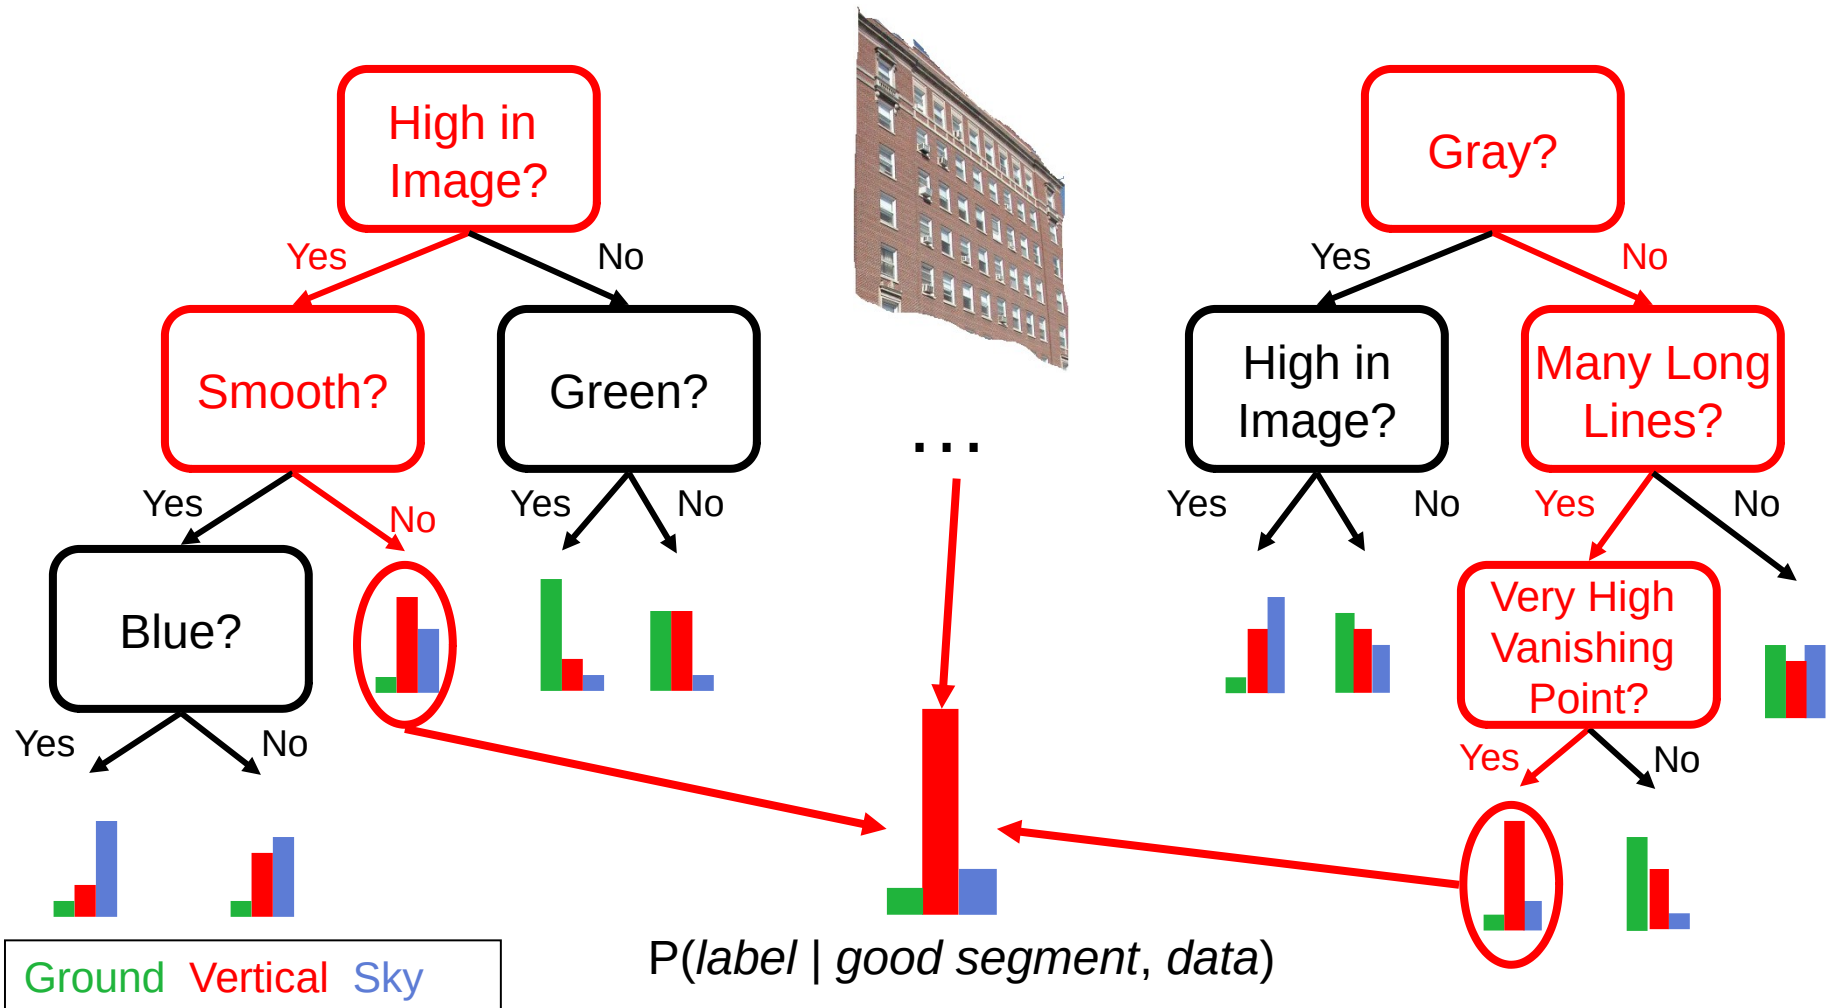 High in
Image?
Yes
No
Smooth?
Green?
Yes
No
Yes
No
Blue?
Yes
No
...
Gray?
Yes
No
High in
Image?
Many Long
Lines?
Yes
No
Yes
No
Very High
Vanishing
Point?
Yes
No
P(label | good segment, data)
Ground Vertical Sky